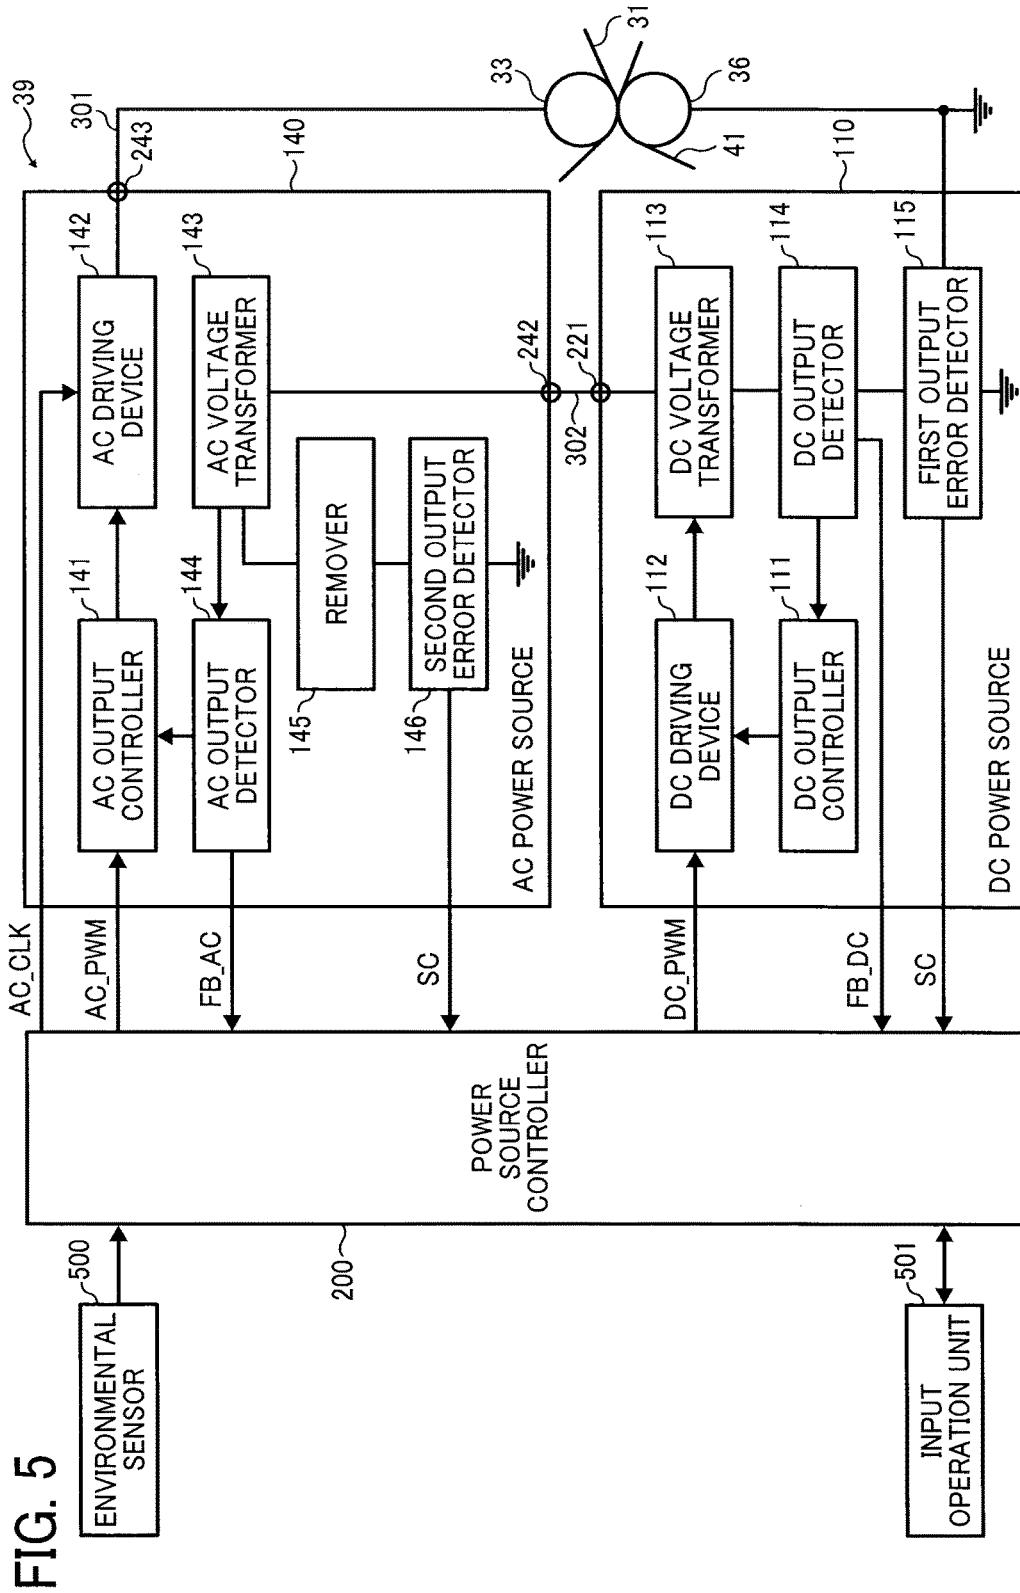 FIG. 5
39
ENVIRONMENTAL
SENSOR
500
INPUT
OPERATION UNIT
501
POWER
SOURCE
CONTROLLER
200
AC_CLK
AC_PWM
FB_AC
SC
DC_PWM
FB_DC
SC
AC OUTPUT
CONTROLLER
141
AC DRIVING
DEVICE
142
AC OUTPUT
DETECTOR
144
AC VOLTAGE
TRANSFORMER
143
REMOVER
145
SECOND OUTPUT
ERROR DETECTOR
146
AC POWER SOURCE
140
243
301
242
302
221
DC DRIVING
DEVICE
112
DC VOLTAGE
TRANSFORMER
113
DC OUTPUT
CONTROLLER
111
DC OUTPUT
DETECTOR
114
FIRST OUTPUT
ERROR DETECTOR
115
DC POWER SOURCE
110
33
31
36
41